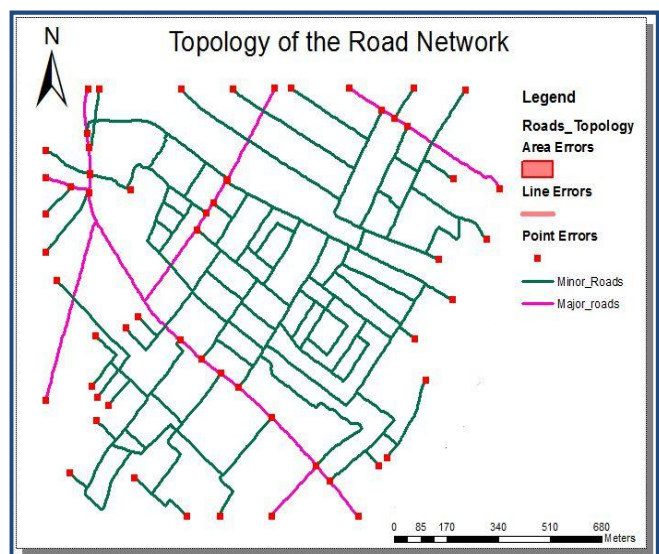 N
Topology of the Road Network
Legend
Roads_Topology
Area Errors
Line Errors
Point Errors
Minor_Roads
Major_roads
0 85 170 340 510 680
Meters